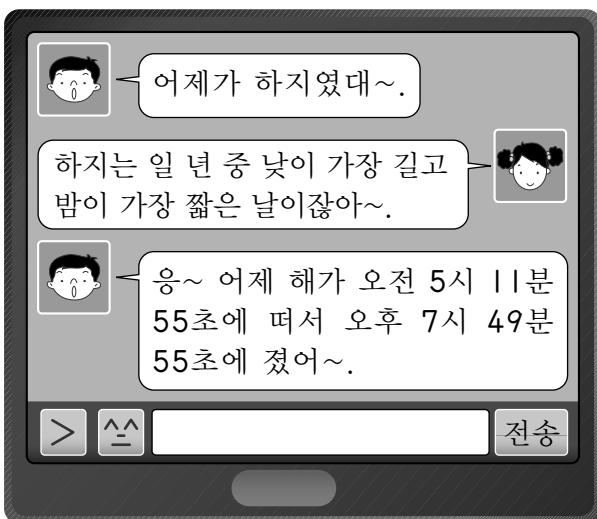 어제가 하지였대~.
하지는 일 년 중 낮이 가장 길고
밤이 가장 짧은 날이잖아~.
응~ 어제 해가 오전 5시 11분
55초에 떠서 오후 7시 49분
55초에 졌어~.
>
^-^
전송